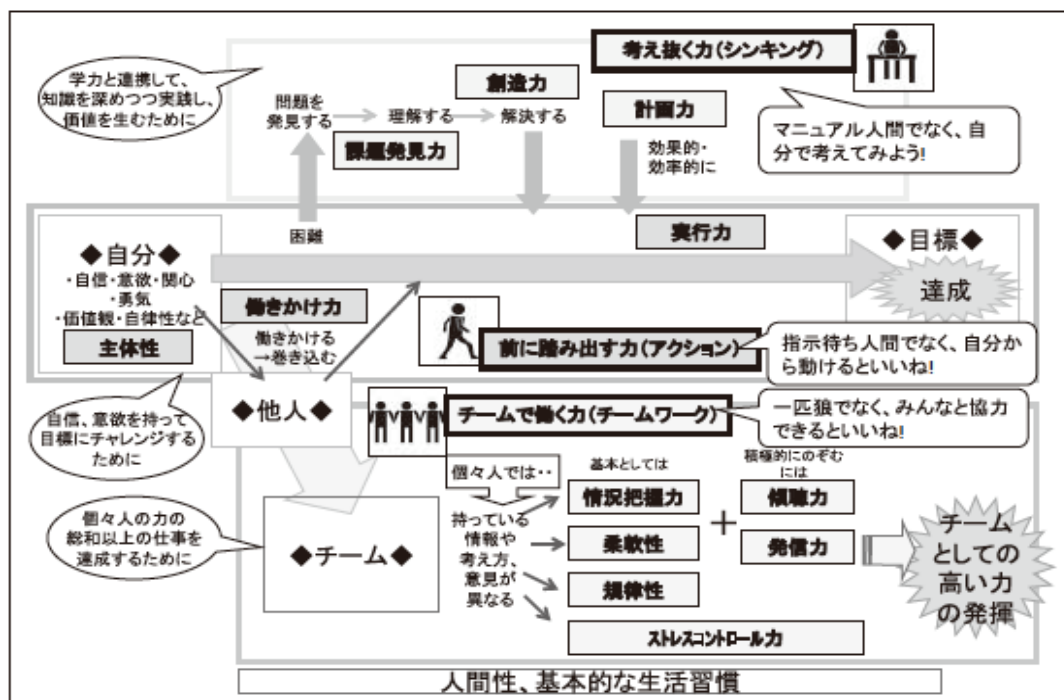 考え抜く力(シンキング)
学力と連携して、
知識を深めつつ実践し、
価値を生むために
問題を
発見する
理解する
解決する
創造力
課題発見力
計画力
効果的・
効率的に
マニュアル人間でなく、自
分で考えてみよう!
困難
実行力
◆自分◆
・自信・意欲・関心
・勇気
・価値観・自律性など
主体性
働きかけ力
働きかける
→巻き込む
◆目標◆
達成
前に踏み出す力(アクション)
指示待ち人間でなく、自分か
ら動けるといいね!
自信、意欲を持って
目標にチャレンジする
ために
◆他人◆
チームで働く力(チームワーク)
一匹狼でなく、みんなと協力
できるといいね!
個々人の力の
総和以上の仕事を
達成するために
◆チーム◆
個々人では‥
持っている
情報や
考え方、
意見が
異なる
基本としては
情況把握力
柔軟性
規律性
ストレスコントロール力
+
積極的にのぞむ
には
傾聴力
発信力
チーム
としての
高い力
の発揮
人間性、基本的な生活習慣